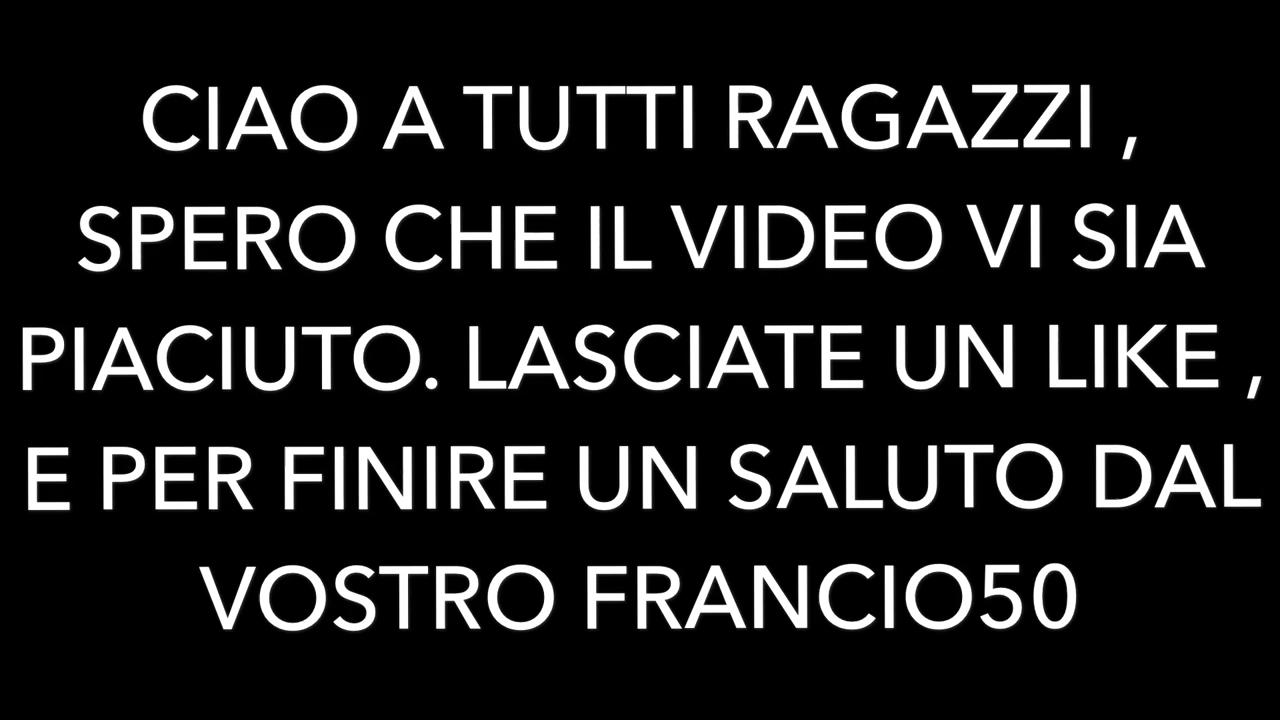 CIAO A TUTTI RAGAZZI ,
SPERO CHE IL VIDEO VI SIA
PIACIUTO. LASCIATE UN LIKE ,
E PER FINIRE UN SALUTO DAL
VOSTRO FRANCIO50